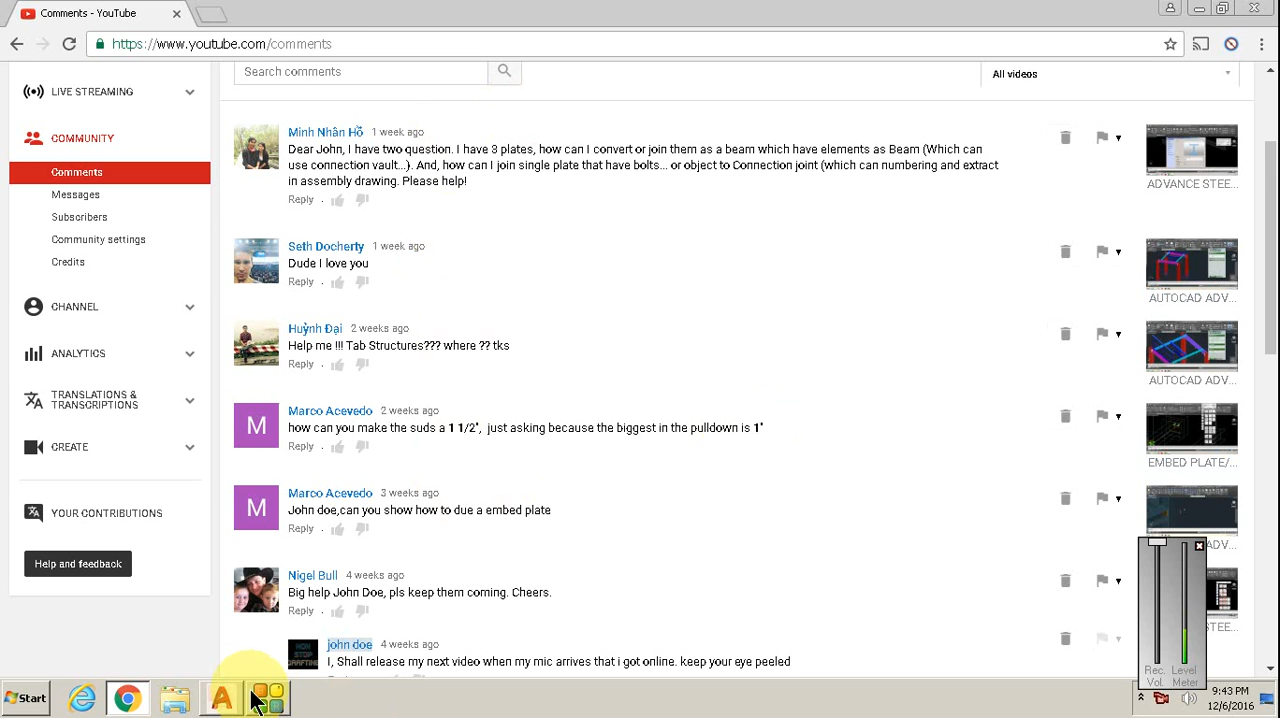 Comments - YouTube
https://www.youtube.com/comments
Search comments
All videos
LIVE STREAMING
COMMUNITY
Comments
Messages
Subscribers
Community settings
Credits
CHANNEL
ANALYTICS
TRANSLATIONS &
TRANSCRIPTIONS
CREATE
YOUR CONTRIBUTIONS
Help and feedback
Minh Nhân Hồ 1 week ago
Dear John, I have two question. I have shape, how can I convert or join them as a beam which have elements as Beam (Which can
use connection vault...). And, how can I join single plate that have bolts... or object to Connection joint (which can numbering and extract
in assembly drawing. Please help!
Reply
ADVANCE STEE...
Seth Docherty 1 week ago
Dude I love you
Reply
AUTOCAD ADV...
Huỳnh Đại 2 weeks ago
Help me !!! Tab Structures??? where ?? tks
Reply
AUTOCAD ADV...
Marco Acevedo 2 weeks ago
how can you make the suds a 1 1/2", just asking because the biggest in the pulldown is 1"
Reply
EMBED PLATE/...
Marco Acevedo 3 weeks ago
John doe,can you show how to due a embed plate
Reply
ADV...
Nigel Bull 4 weeks ago
Big help John Doe, pls keep them coming. Cheers.
Reply
STEE...
john doe 4 weeks ago
I, Shall release my next video when my mic arrives that i got online. keep your eye peeled
NON
STOP
DRAFTING
Rec. Level
Vol. Meter
Start
9:43 PM
12/6/2016